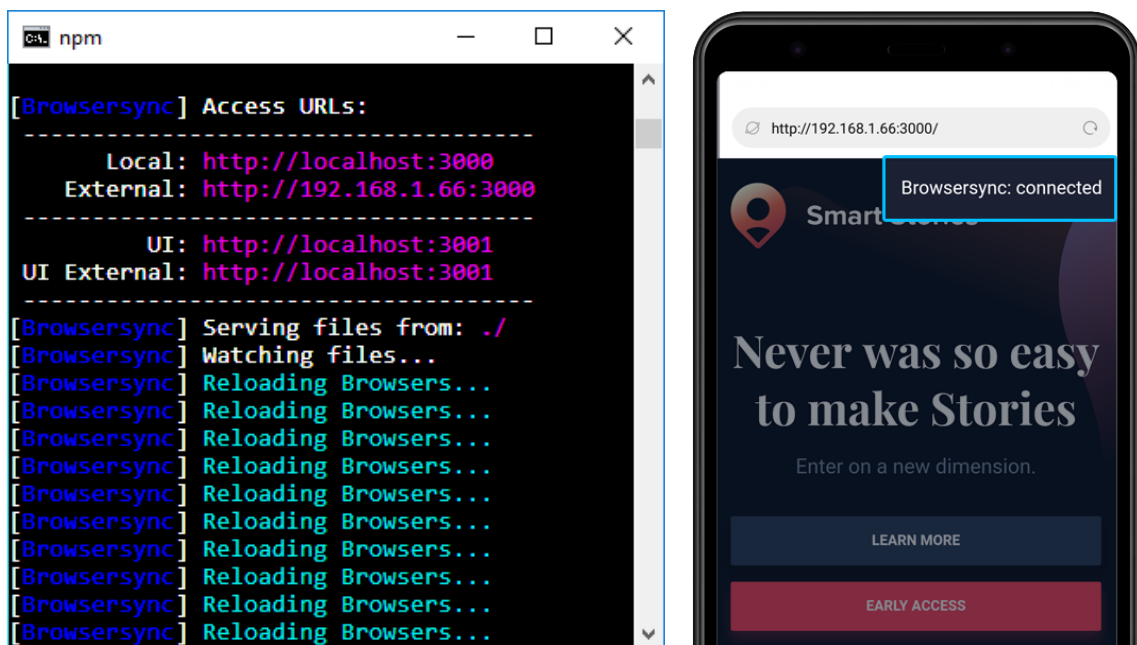 npm
[Browsersync] Access URLs:
--------------------------------------
Local: http://localhost:3000
External: http://192.168.1.66:3000
--------------------------------------
UI: http://localhost:3001
UI External: http://localhost:3001
--------------------------------------
[Browsersync] Serving files from: ./
[Browsersync] Watching files...
[Browsersync] Reloading Browsers...
[Browsersync] Reloading Browsers...
[Browsersync] Reloading Browsers...
[Browsersync] Reloading Browsers...
[Browsersync] Reloading Browsers...
[Browsersync] Reloading Browsers...
[Browsersync] Reloading Browsers...
[Browsersync] Reloading Browsers...
[Browsersync] Reloading Browsers...
[Browsersync] Reloading Browsers...
http://192.168.1.66:3000/
Browsersync: connected
Smart Stories
Never was so easy
to make Stories
Enter on a new dimension.
LEARN MORE
EARLY ACCESS